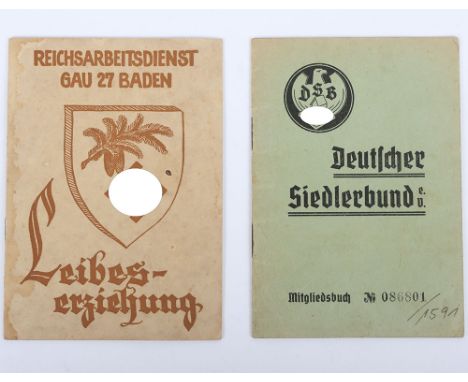 REICHSARBEITSDIENST
GAU 27 BADEN
Leibes-
erziehung
DSB
Deutscher
Siedlerbund e.V.
Mitgliedsbuch № 086801
/1591